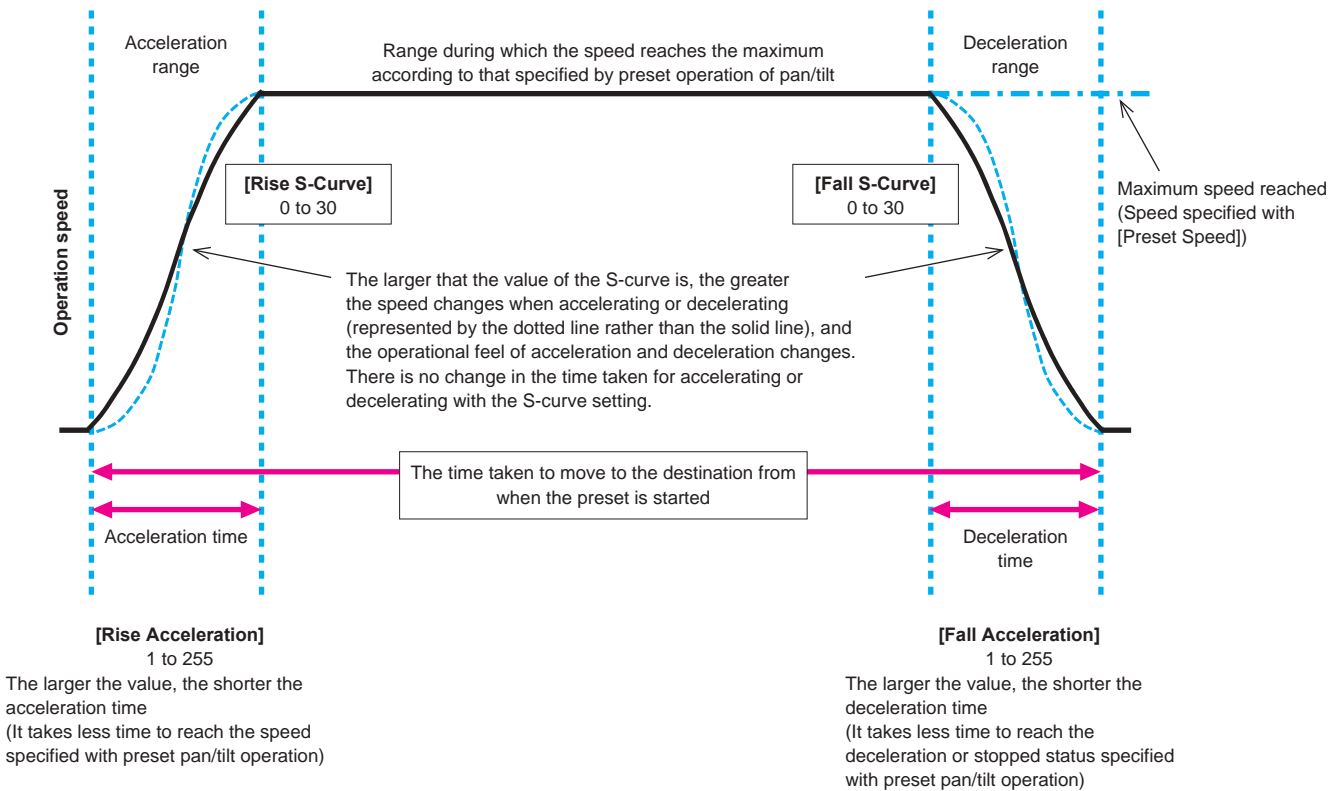 Acceleration
range
Range during which the speed reaches the maximum
according to that specified by preset operation of pan/tilt
Deceleration
range
[Rise S-Curve]
0 to 30
[Fall S-Curve]
0 to 30
Maximum speed reached
(Speed specified with
[Preset Speed])
Operation speed
The larger that the value of the S-curve is, the greater
the speed changes when accelerating or decelerating
(represented by the dotted line rather than the solid line), and
the operational feel of acceleration and deceleration changes.
There is no change in the time taken for accelerating or
decelerating with the S-curve setting.
The time taken to move to the destination from
when the preset is started
Acceleration time
Deceleration
time
[Rise Acceleration]
1 to 255
The larger the value, the shorter the
acceleration time
(It takes less time to reach the speed
specified with preset pan/tilt operation)
[Fall Acceleration]
1 to 255
The larger the value, the shorter the
deceleration time
(It takes less time to reach the
deceleration or stopped status specified
with preset pan/tilt operation)